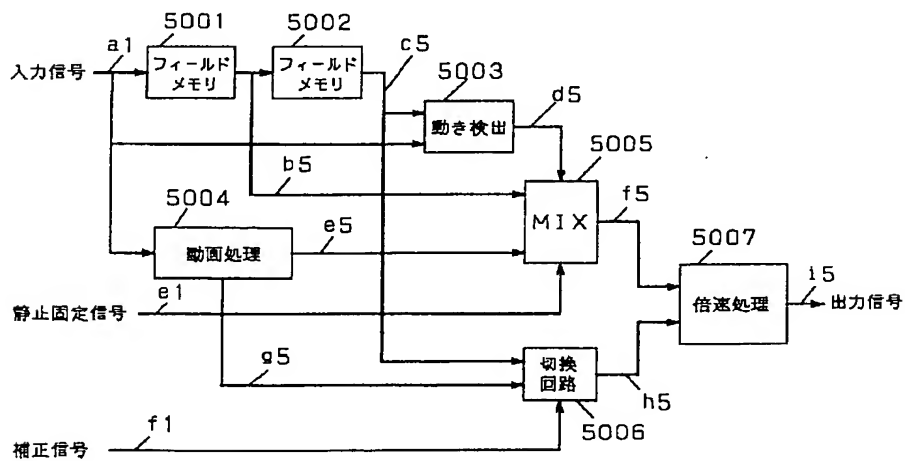 5001
5002
a1
c5
入力信号
フィールド
メモリ
フィールド
メモリ
5003
d5
動き検出
5005
b5
5004
MIX
f5
動画処理
e5
5007
e1
i5
静止固定信号
倍速処理
出力信号
g5
切換
回路
h5
f1
5006
補正信号